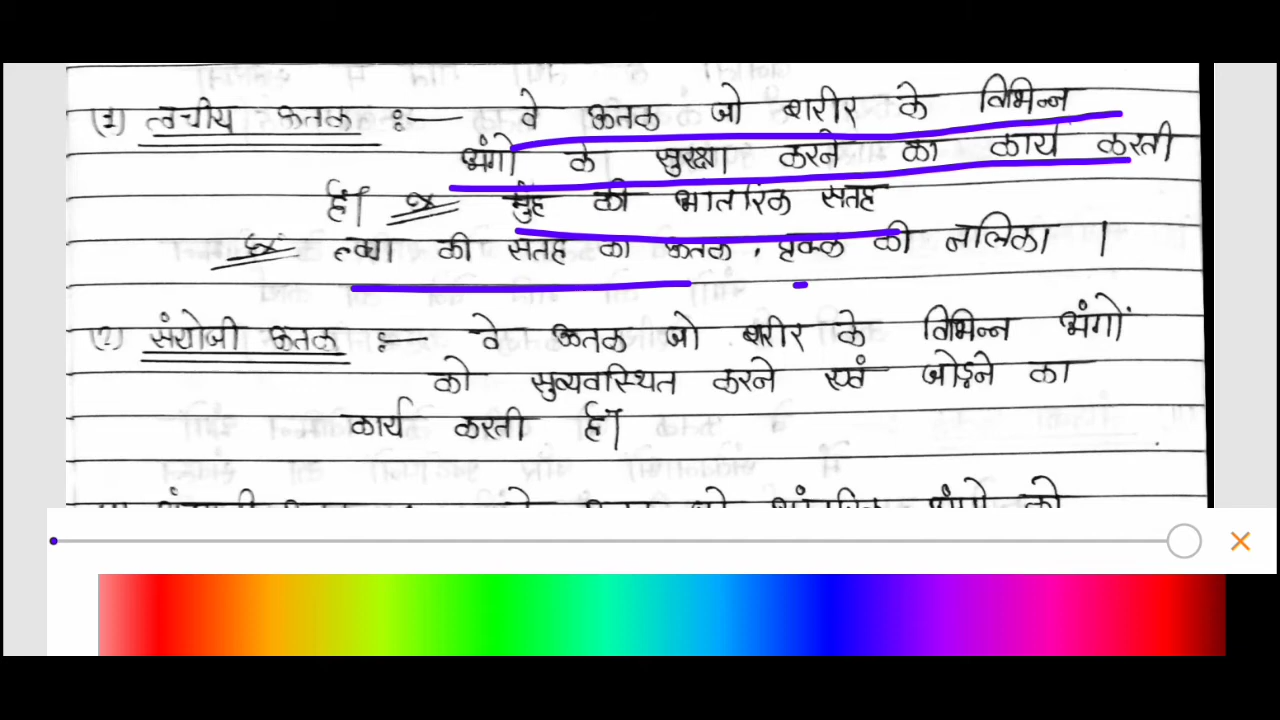 (1) त्वचीय ऊतक :— वे ऊतक जो शरीर के विभिन्न
अंगो के सुरक्षा करने का कार्य करती
है। Ex मुंह की आंतरिक सतह
Ex त्वचा की सतह का ऊतक, वृक्क की नलिका ।
(2) संयोजी ऊतक :— वे ऊतक जो शरीर के विभिन्न अंगों
को सुव्यवस्थित करने एवं जोड़ने का
कार्य करती है।